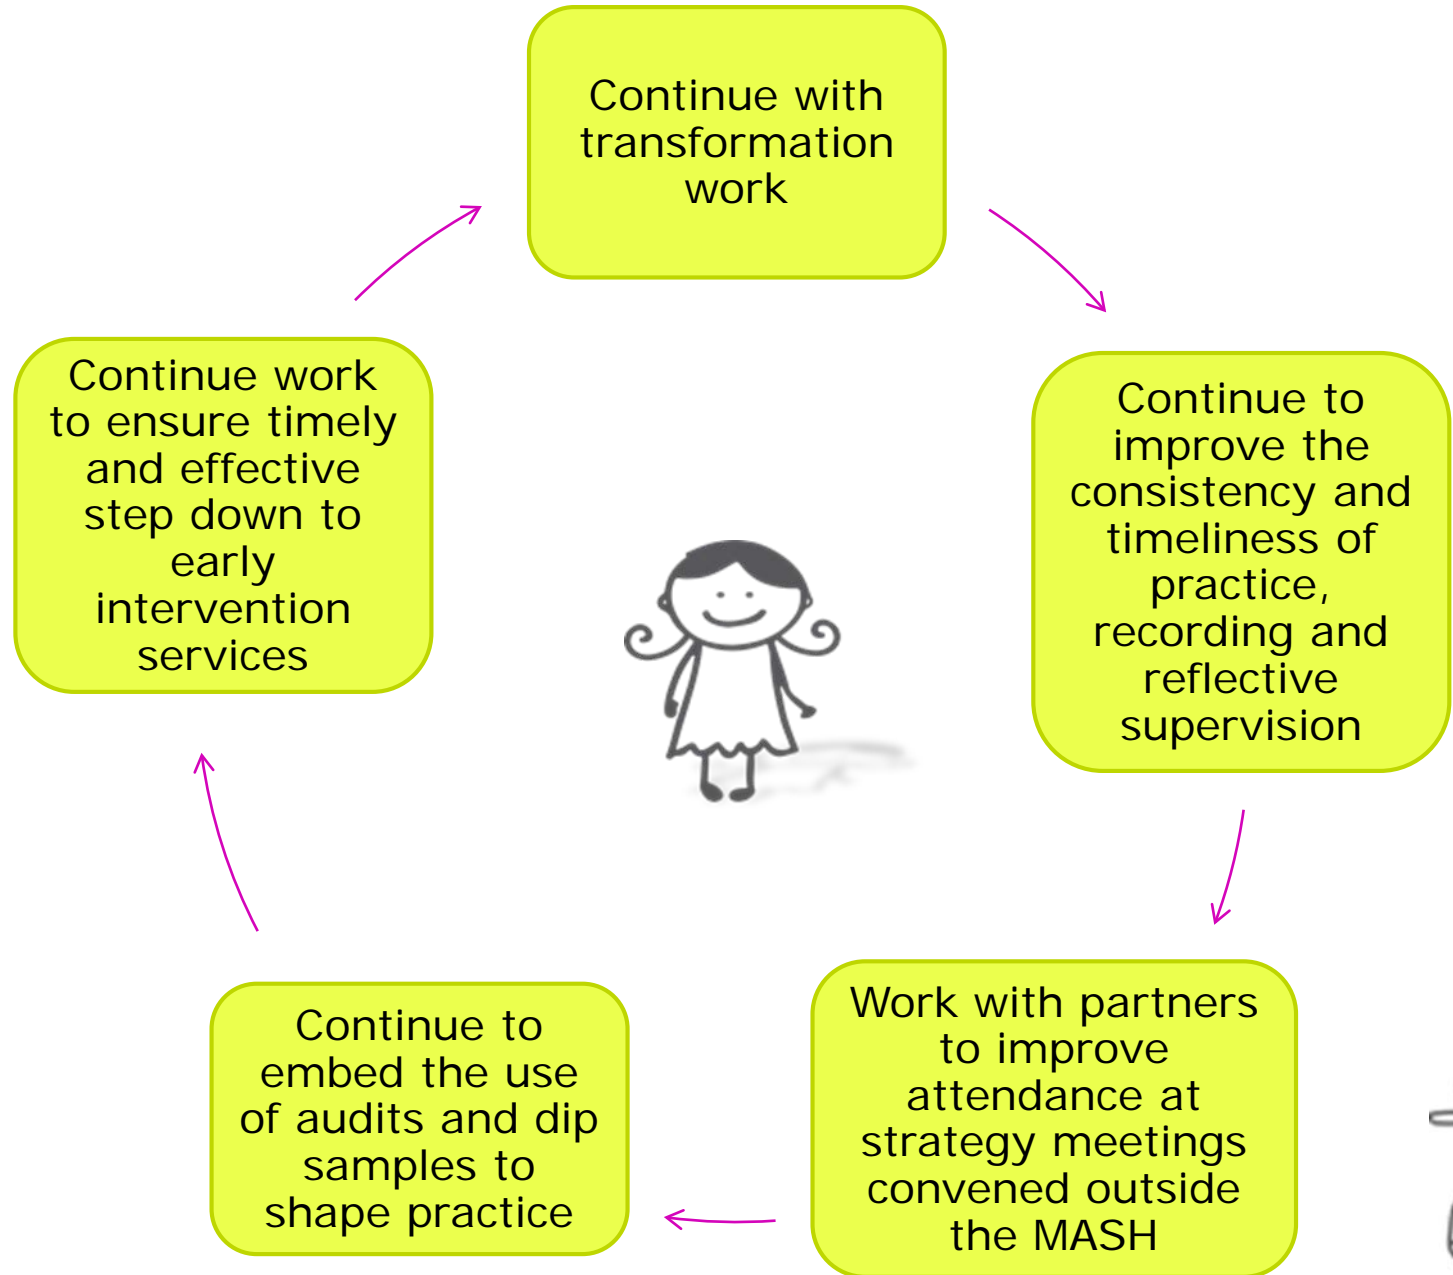 Continue with
transformation
work
Continue to
improve the
consistency and
timeliness of
practice,
recording and
reflective
supervision
Work with partners
to improve
attendance at
strategy meetings
convened outside
the MASH
Continue to
embed the use
of audits and dip
samples to
shape practice
Continue work
to ensure timely
and effective
step down to
early
intervention
services